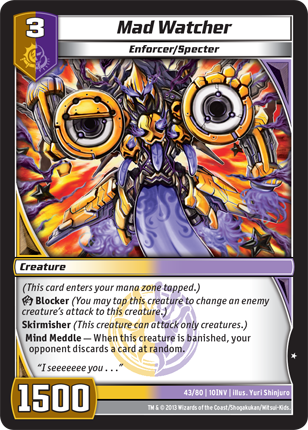 3
Mad Watcher
Enforcer/Specter
Creature
(This card enters your mana zone tapped.)
Blocker (You may tap this creature to change an enemy
creature's attack to this creature.)
Skirmisher (This creature can attack only creatures.)
Mind Meddle — When this creature is banished, your
opponent discards a card at random.
"I seeeeeee you . . ."
1500
43/80 | 10INV | illus. Yuri Shinjuro
TM & © 2013 Wizards of the Coast/Shogakukan/Mitsui-Kids.